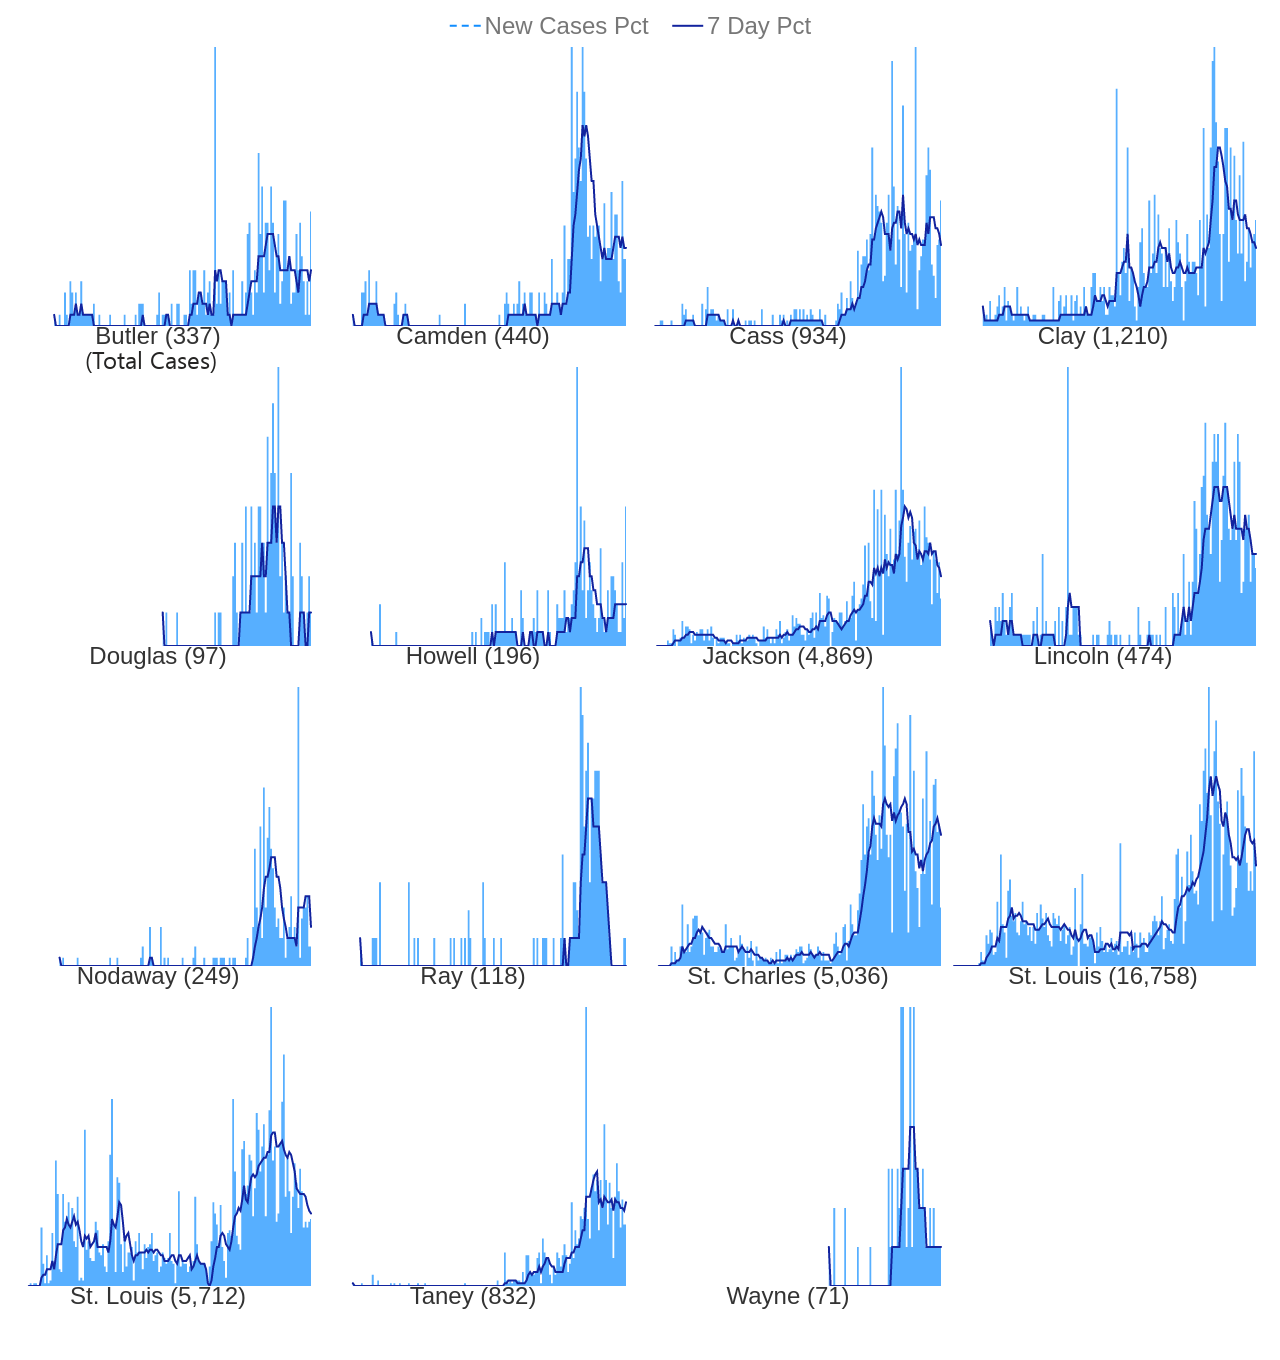 New Cases Pct 7 Day Pct
Butler (337) Camden (440) Cass (934) Clay (1,210)
(Total Cases)
Douglas (97) Howell (196) Jackson (4,869) Lincoln (474)
Nodaway (249) Ray (118) St. Charles (5,036) St. Louis (16,758)
St. Louis (5,712) Taney (832) Wayne (71)